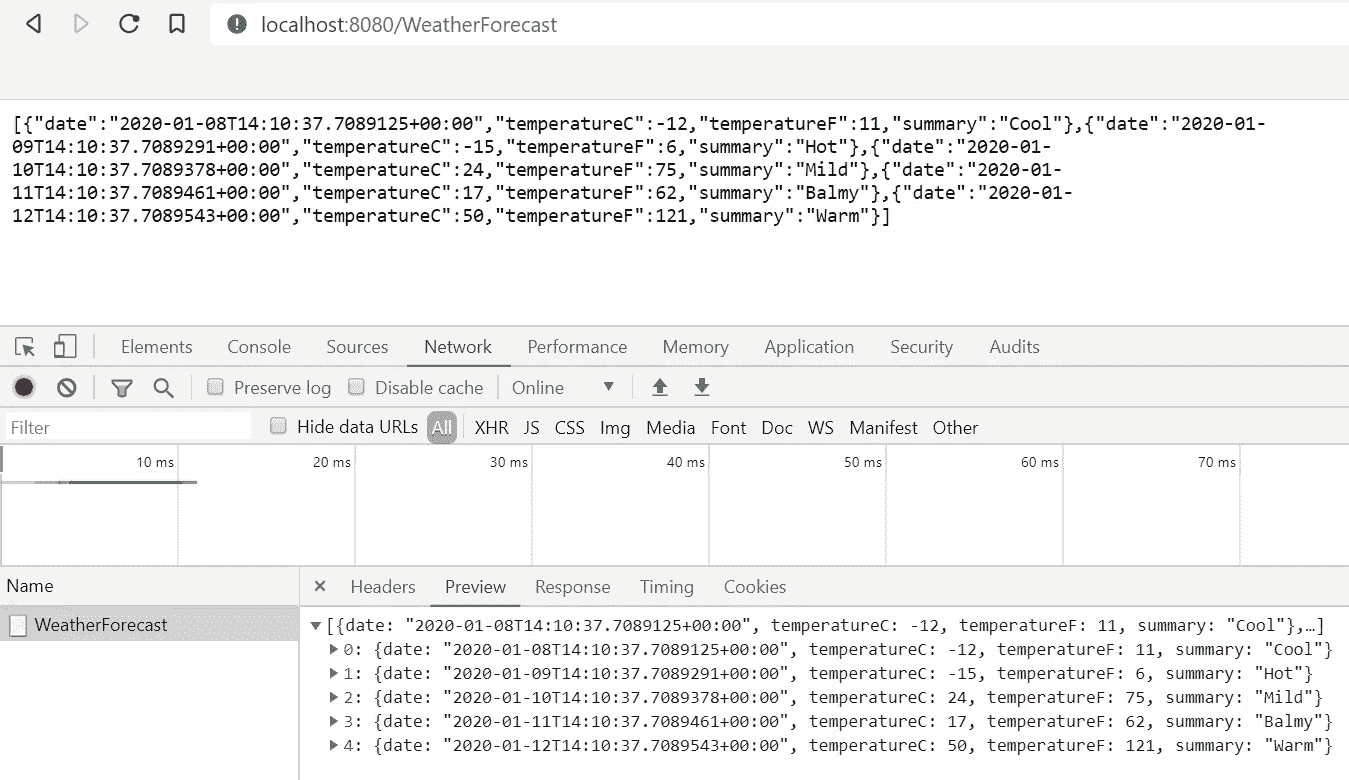 localhost:8080/WeatherForecast
[{"date":"2020-01-08T14:10:37.7089125+00:00","temperatureC":-12,"temperatureF":11,"summary":"Cool"},{"date":"2020-01-
09T14:10:37.7089291+00:00","temperatureC":-15,"temperatureF":6,"summary":"Hot"},{"date":"2020-01-
10T14:10:37.7089378+00:00","temperatureC":24,"temperatureF":75,"summary":"Mild"},{"date":"2020-01-
11T14:10:37.7089461+00:00","temperatureC":17,"temperatureF":62,"summary":"Balmy"},{"date":"2020-01-
12T14:10:37.7089543+00:00","temperatureC":50,"temperatureF":121,"summary":"Warm"}]
Elements Console Sources Network Performance Memory Application Security Audits
Preserve log Disable cache Online
Filter Hide data URLs All XHR JS CSS Img Media Font Doc WS Manifest Other
10 ms 20 ms 30 ms 40 ms 50 ms 60 ms 70 ms
Name Headers Preview Response Timing Cookies
WeatherForecast
[{date: "2020-01-08T14:10:37.7089125+00:00", temperatureC: -12, temperatureF: 11, summary: "Cool"},…]
0: {date: "2020-01-08T14:10:37.7089125+00:00", temperatureC: -12, temperatureF: 11, summary: "Cool"}
1: {date: "2020-01-09T14:10:37.7089291+00:00", temperatureC: -15, temperatureF: 6, summary: "Hot"}
2: {date: "2020-01-10T14:10:37.7089378+00:00", temperatureC: 24, temperatureF: 75, summary: "Mild"}
3: {date: "2020-01-11T14:10:37.7089461+00:00", temperatureC: 17, temperatureF: 62, summary: "Balmy"}
4: {date: "2020-01-12T14:10:37.7089543+00:00", temperatureC: 50, temperatureF: 121, summary: "Warm"}